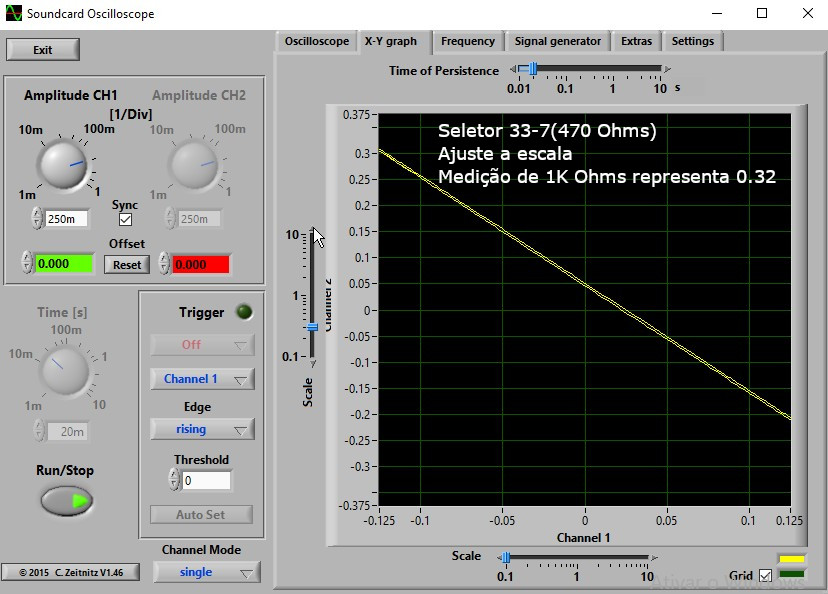 Soundcard Oscilloscope
Exit
Oscilloscope X-Y graph Frequency Signal generator Extras Settings
Time of Persistence
0.01 0.1 1 10 s
Amplitude CH1 Amplitude CH2
[1/Div]
10m 100m 10m 100m
1m 1 1m 1
Sync
250m 250m
Offset
0.000 Reset 0.000
Time [s]
100m
10m 1
1m 10
20m
Run/Stop
Trigger
Off
Channel 1
Edge
rising
Threshold
0
Auto Set
Channel Mode
single
© 2015 C. Zeitnitz V1.46
10
1
0.1
Scale
Channel 2
0.375
0.3
0.25
0.2
0.15
0.1
0.05
0
-0.05
-0.1
-0.15
-0.2
-0.25
-0.3
-0.375
Seletor 33-7(470 Ohms)
Ajuste a escala
Medição de 1K Ohms representa 0.32
-0.125 -0.1 -0.05 0 0.05 0.1 0.125
Channel 1
Scale
0.1 1 10
Grid
Ativar o Windows